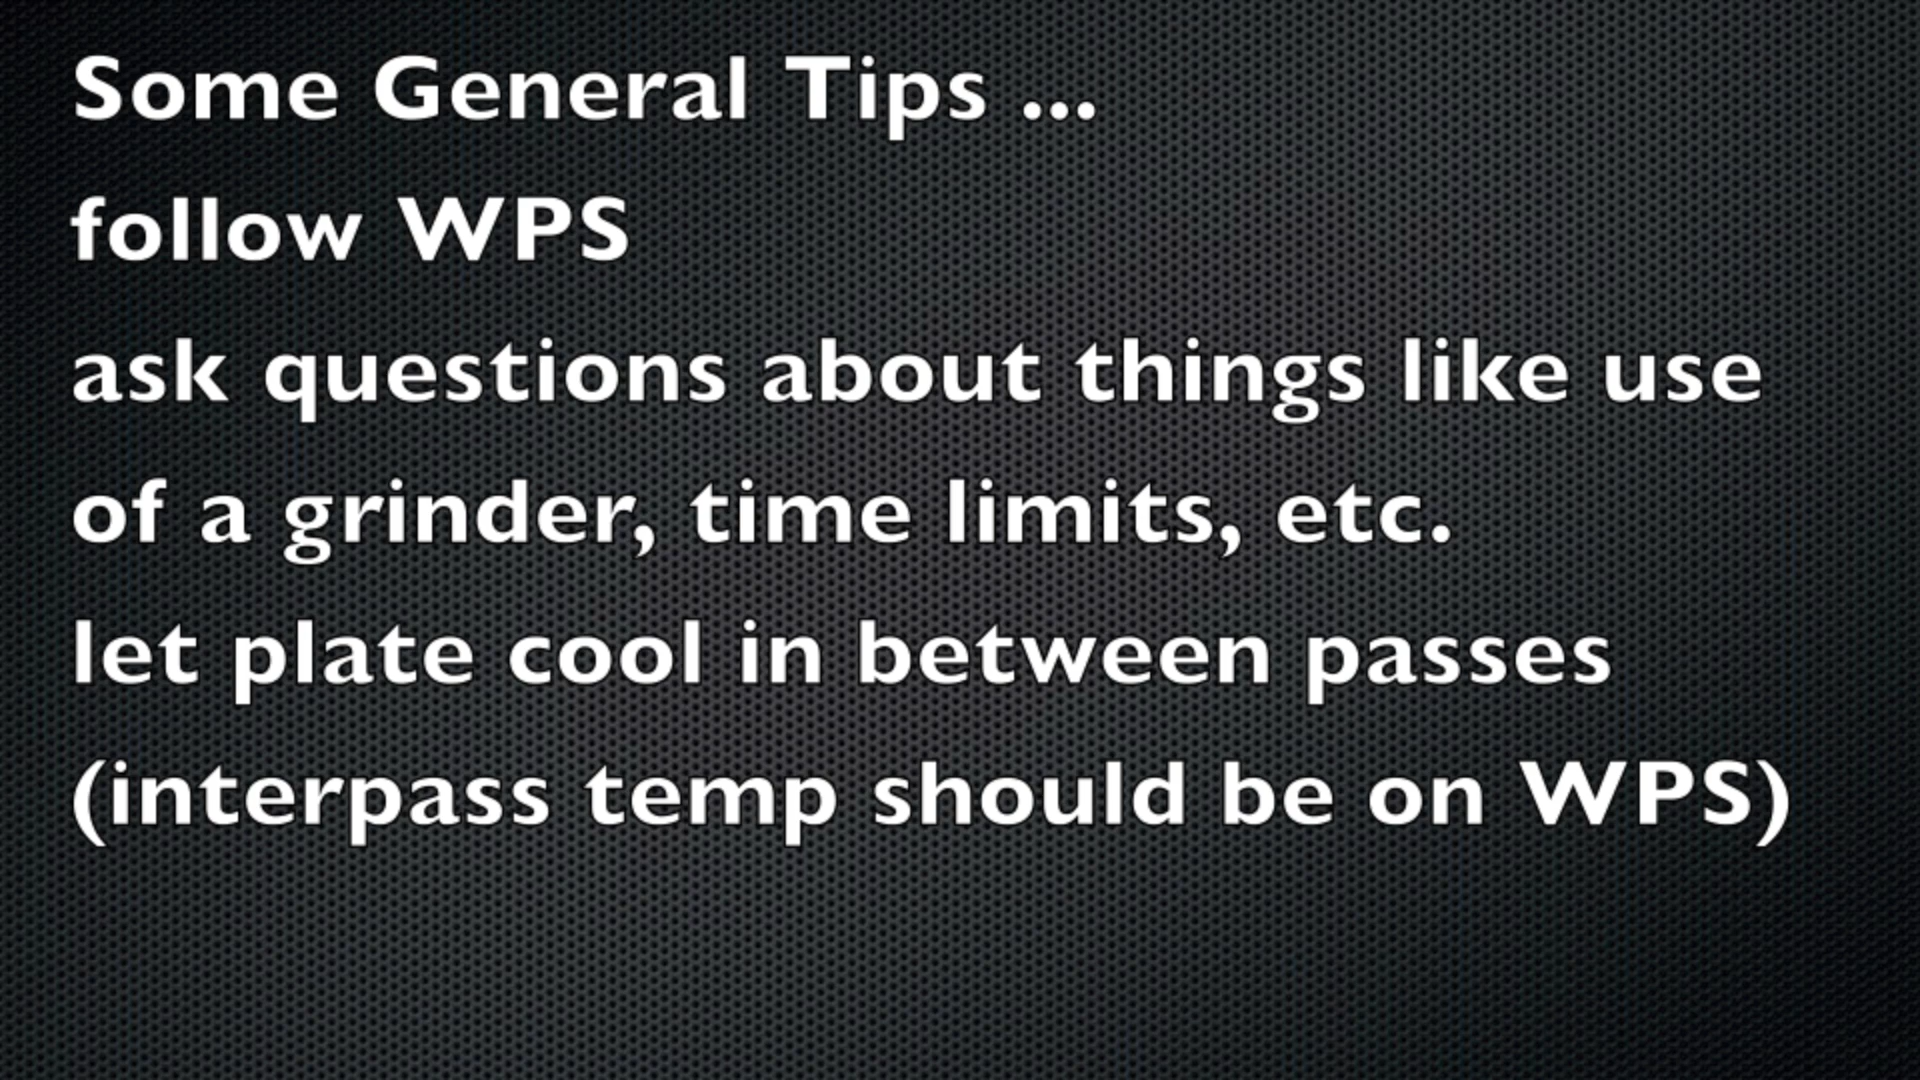 Some General Tips ...
follow WPS
ask questions about things like use
of a grinder, time limits, etc.
let plate cool in between passes
(interpass temp should be on WPS)